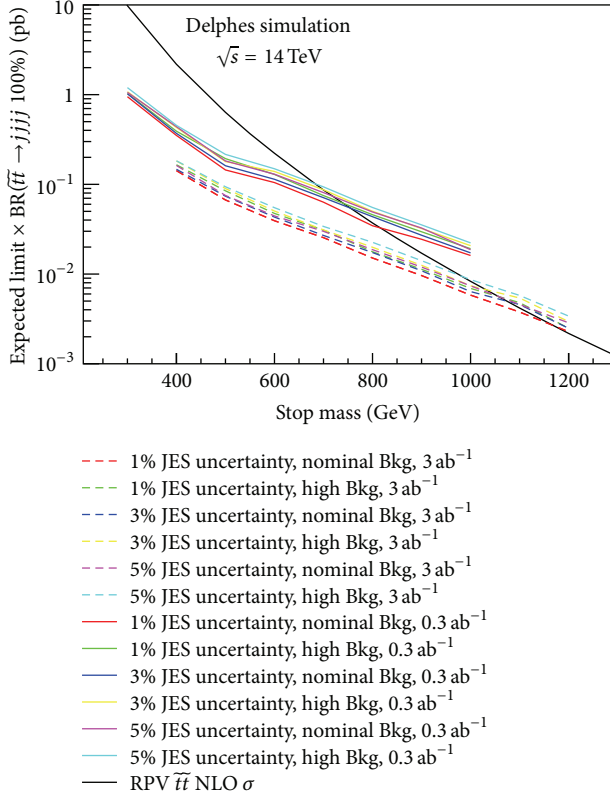 Expected limit × BR(t̃t̃ → jjjj 100%) (pb)
10
1
10⁻¹
10⁻²
10⁻³
Delphes simulation
√s = 14 TeV
400 600 800 1000 1200
Stop mass (GeV)
1% JES uncertainty, nominal Bkg, 3 ab⁻¹
1% JES uncertainty, high Bkg, 3 ab⁻¹
3% JES uncertainty, nominal Bkg, 3 ab⁻¹
3% JES uncertainty, high Bkg, 3 ab⁻¹
5% JES uncertainty, nominal Bkg, 3 ab⁻¹
5% JES uncertainty, high Bkg, 3 ab⁻¹
1% JES uncertainty, nominal Bkg, 0.3 ab⁻¹
1% JES uncertainty, high Bkg, 0.3 ab⁻¹
3% JES uncertainty, nominal Bkg, 0.3 ab⁻¹
3% JES uncertainty, high Bkg, 0.3 ab⁻¹
5% JES uncertainty, nominal Bkg, 0.3 ab⁻¹
5% JES uncertainty, high Bkg, 0.3 ab⁻¹
RPV t̃t̃ NLO σ